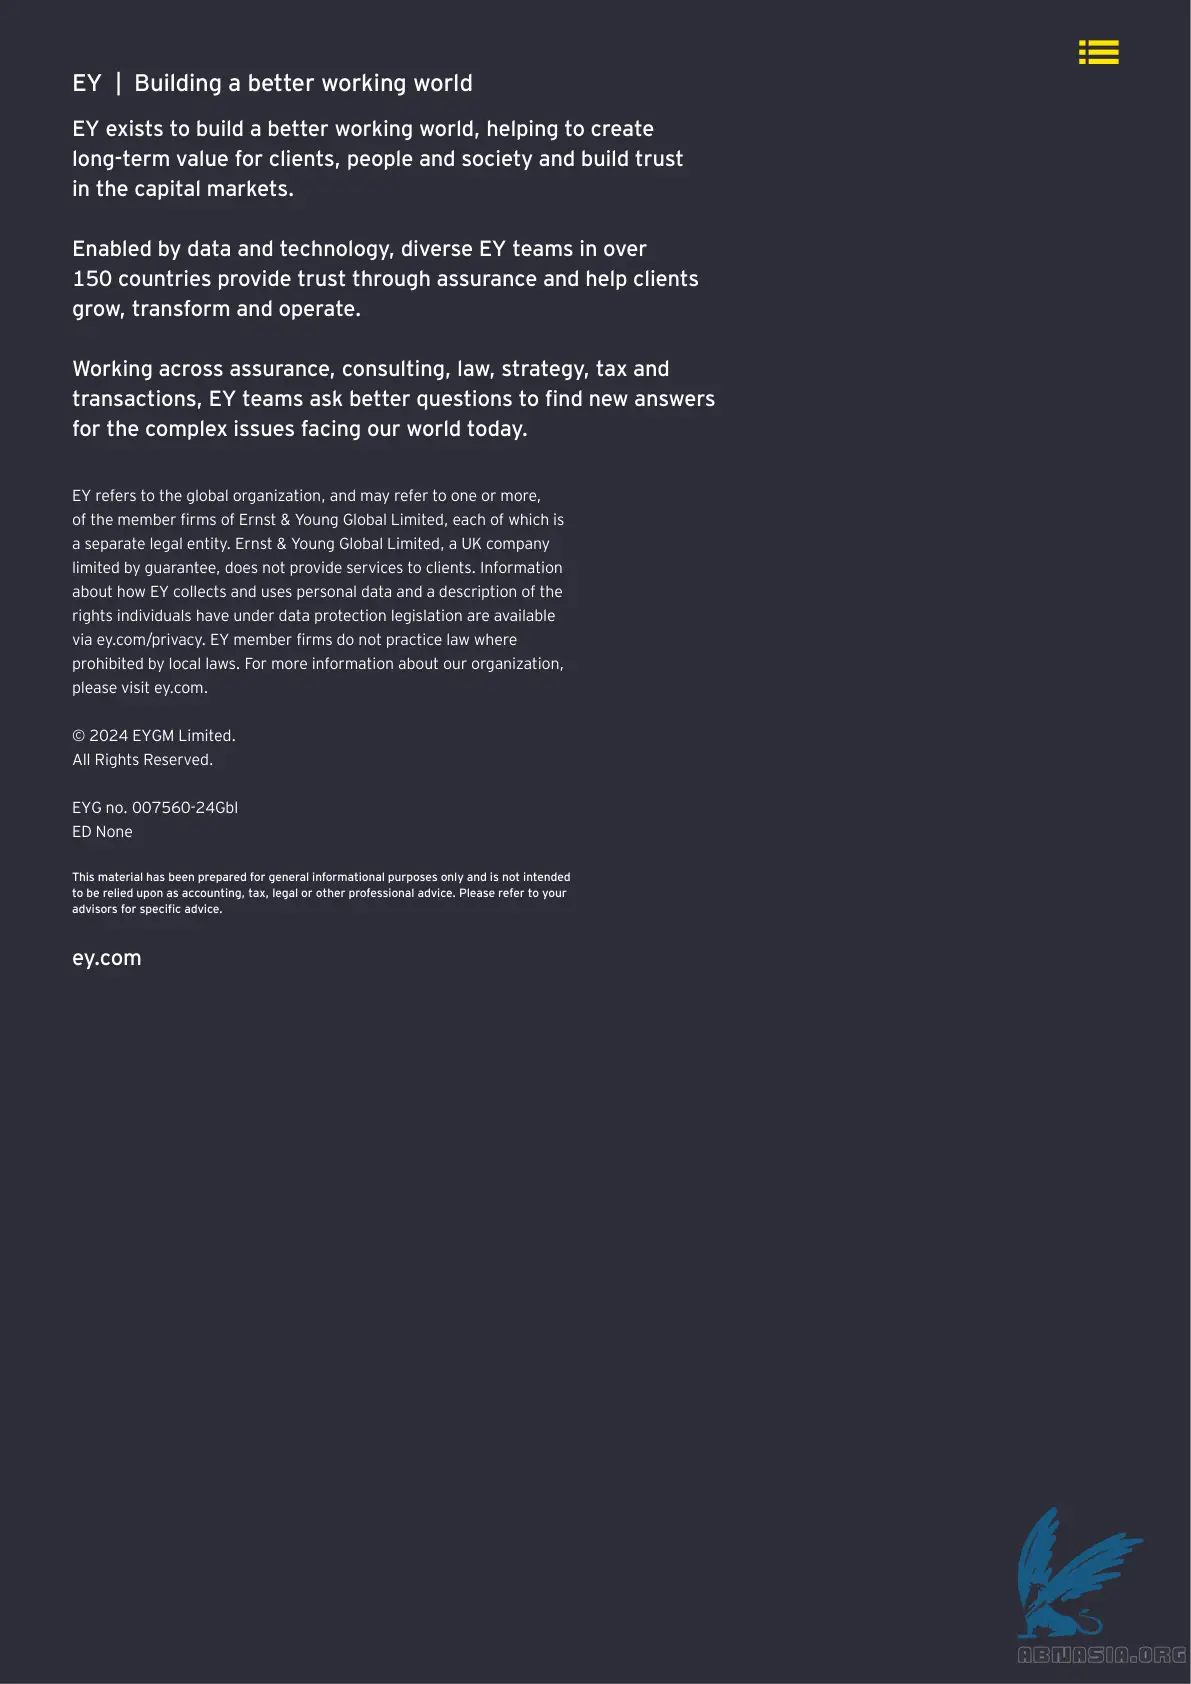 EY | Building a better working world
EY exists to build a better working world, helping to create
long-term value for clients, people and society and build trust
in the capital markets.
Enabled by data and technology, diverse EY teams in over
150 countries provide trust through assurance and help clients
grow, transform and operate.
Working across assurance, consulting, law, strategy, tax and
transactions, EY teams ask better questions to find new answers
for the complex issues facing our world today.
EY refers to the global organization, and may refer to one or more,
of the member firms of Ernst & Young Global Limited, each of which is
a separate legal entity. Ernst & Young Global Limited, a UK company
limited by guarantee, does not provide services to clients. Information
about how EY collects and uses personal data and a description of the
rights individuals have under data protection legislation are available
via ey.com/privacy. EY member firms do not practice law where
prohibited by local laws. For more information about our organization,
please visit ey.com.
© 2024 EYGM Limited.
All Rights Reserved.
EYG no. 007560-24Gbl
ED None
This material has been prepared for general informational purposes only and is not intended
to be relied upon as accounting, tax, legal or other professional advice. Please refer to your
advisors for specific advice.
ey.com
ABNASIA.ORG